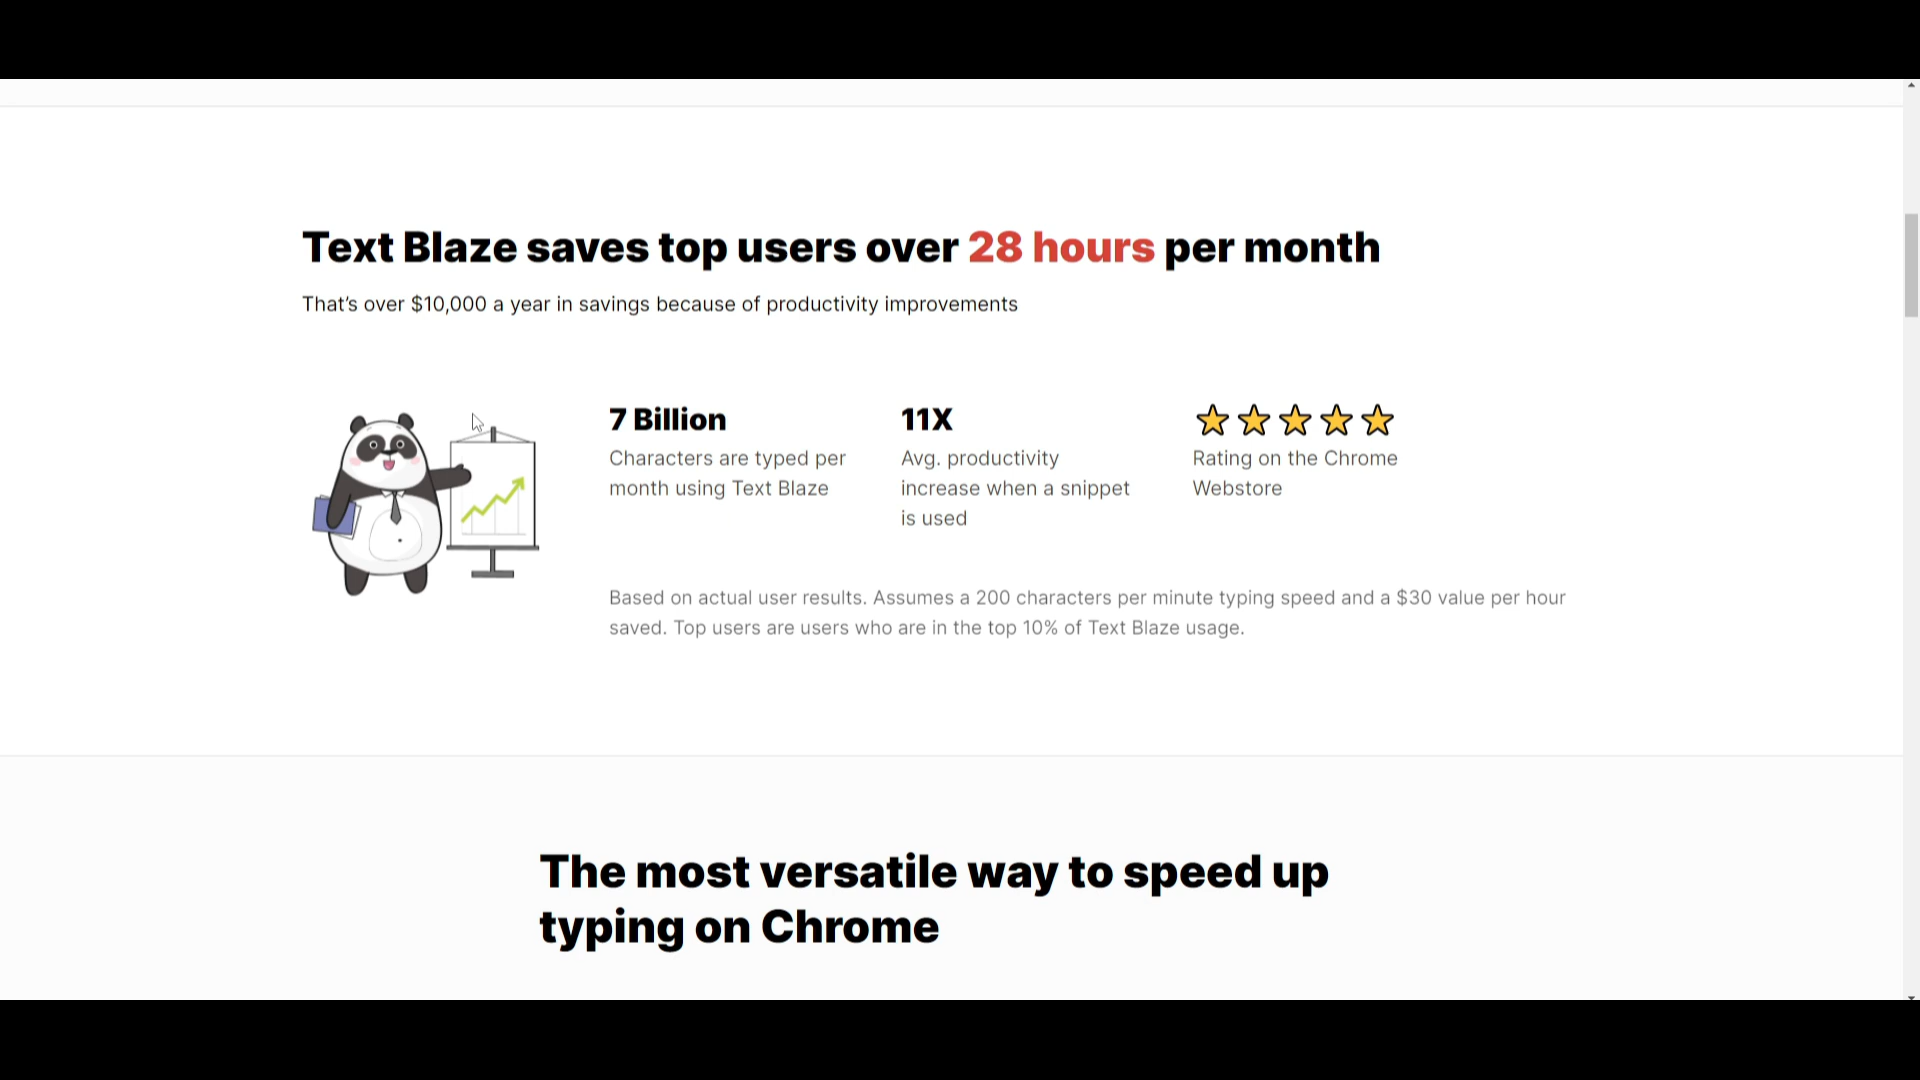 Text Blaze saves top users over 28 hours per month
That’s over $10,000 a year in savings because of productivity improvements
7 Billion
Characters are typed per
month using Text Blaze
11X
Avg. productivity
increase when a snippet
is used
Rating on the Chrome
Webstore
Based on actual user results. Assumes a 200 characters per minute typing speed and a $30 value per hour
saved. Top users are users who are in the top 10% of Text Blaze usage.
The most versatile way to speed up
typing on Chrome